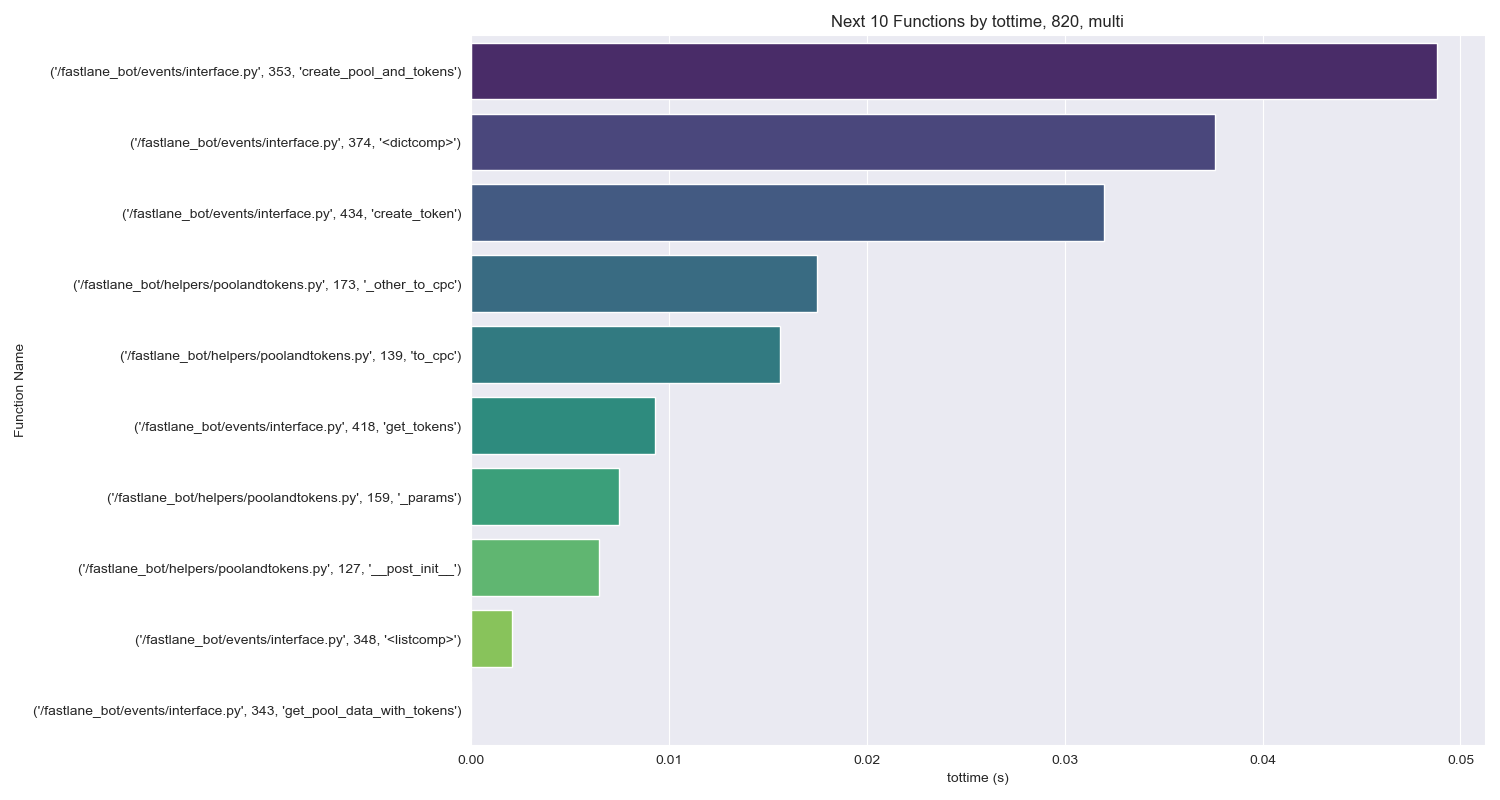 Next 10 Functions by tottime, 820, multi
('/fastlane_bot/events/interface.py', 353, 'create_pool_and_tokens')
('/fastlane_bot/events/interface.py', 374, '<dictcomp>')
('/fastlane_bot/events/interface.py', 434, 'create_token')
('/fastlane_bot/helpers/poolandtokens.py', 173, '_other_to_cpc')
('/fastlane_bot/helpers/poolandtokens.py', 139, 'to_cpc')
('/fastlane_bot/events/interface.py', 418, 'get_tokens')
('/fastlane_bot/helpers/poolandtokens.py', 159, '_params')
('/fastlane_bot/helpers/poolandtokens.py', 127, '__post_init__')
('/fastlane_bot/events/interface.py', 348, '<listcomp>')
('/fastlane_bot/events/interface.py', 343, 'get_pool_data_with_tokens')
Function Name
0.00 0.01 0.02 0.03 0.04 0.05
tottime (s)